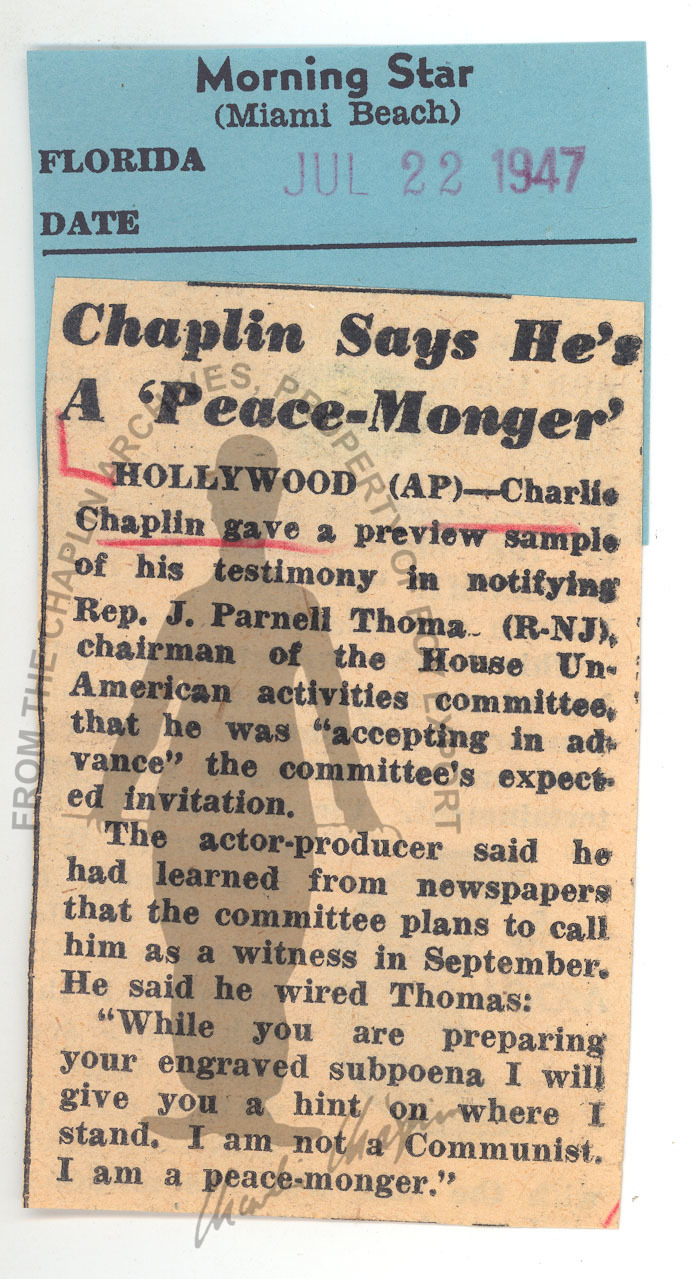 Morning Star
(Miami Beach)
FLORIDA
JUL 22 1947
DATE
Chaplin Says He's
A 'Peace-Monger'
HOLLYWOOD (AP)—Charlie
Chaplin gave a preview sample
of his testimony in notifying
Rep. J. Parnell Thoma (R-NJ),
chairman of the House Un-
American activities committee,
that he was "accepting in ad-
vance" the committee's expect-
ed invitation.
The actor-producer said he
had learned from newspapers
that the committee plans to call
him as a witness in September.
He said he wired Thomas:
"While you are preparing
your engraved subpoena I will
give you a hint on where I
stand. I am not a Communist.
I am a peace-monger."
FROM THE CHAPLIN ARCHIVES, PROPERTY OF ROY EXPORT
Charlie Chaplin TM